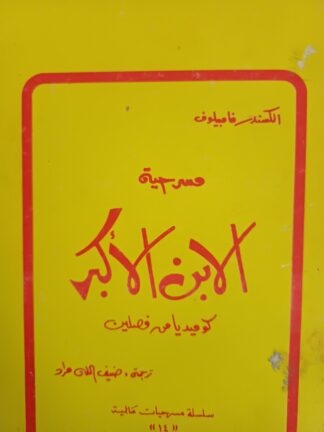 الكسندر فامبيلوف
مسرحية
الابن الأكبر
كوميديا من فصلين
ترجمة، ضيف الله مراد
سلسلة مسرحيات عالمية
"١٤"